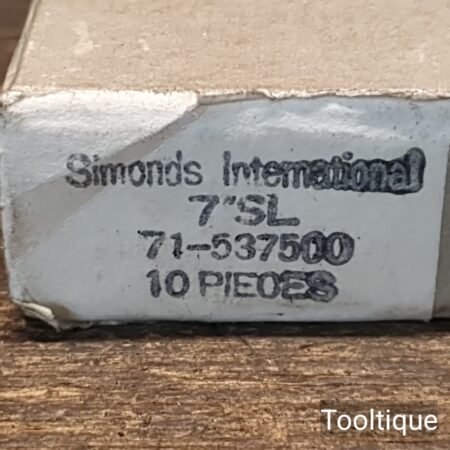 Simonds International
7"SL
71-537500
10 PIECES
Tooltique